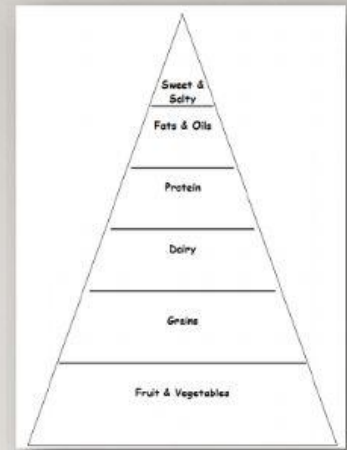 Sweet &
Salty
Fats & Oils
Protein
Dairy
Grains
Fruit & Vegetables